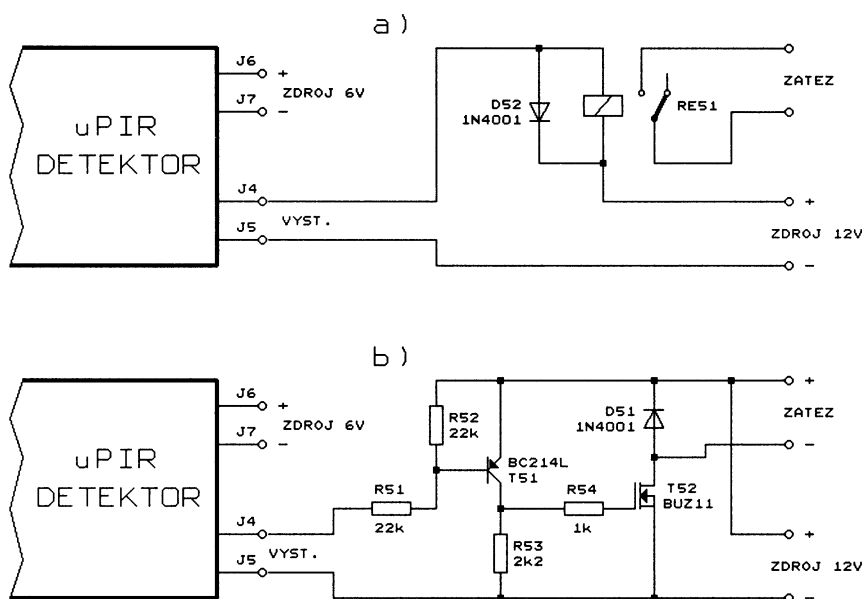 a)
J6
+
ZDROJ 6V
J7
-
uPIR
DETEKTOR
J4
VYST.
J5
D52
1N4001
RE51
ZATEZ
+
ZDROJ 12V
-
b)
J6
+
ZDROJ 6V
J7
-
uPIR
DETEKTOR
J4
VYST.
J5
R52
22k
R51
22k
BC214L
T51
R53
2k2
R54
1k
D51
1N4001
T52
BUZ11
+
ZATEZ
-
+
ZDROJ 12V
-